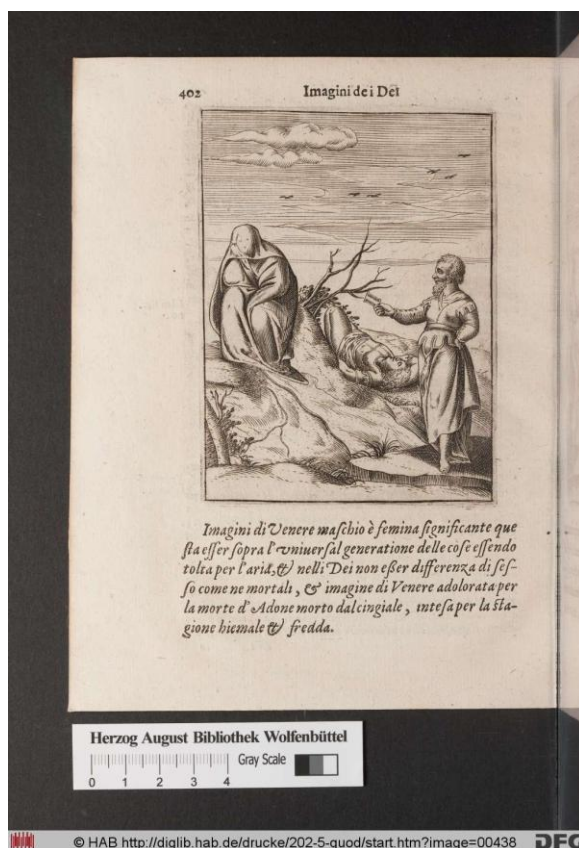 402 Imagini de i Dei
Imagini di Venere maſchio è femina ſignificante que
ſta eſſer ſopra l'vniuerſal generatione delle coſe eſſendo
tolta per l'aria, & nelli Dei non eßer differenza di ſeſ-
ſo come ne mortali, & imagine di Venere adolorata per
la morte d'Adone morto dal cingiale, inteſa per la ſta-
gione hiemale & fredda.
Herzog August Bibliothek Wolfenbüttel
Gray Scale
0 1 2 3 4
© HAB http://diglib.hab.de/drucke/202-5-quod/start.htm?image=00438 DFG